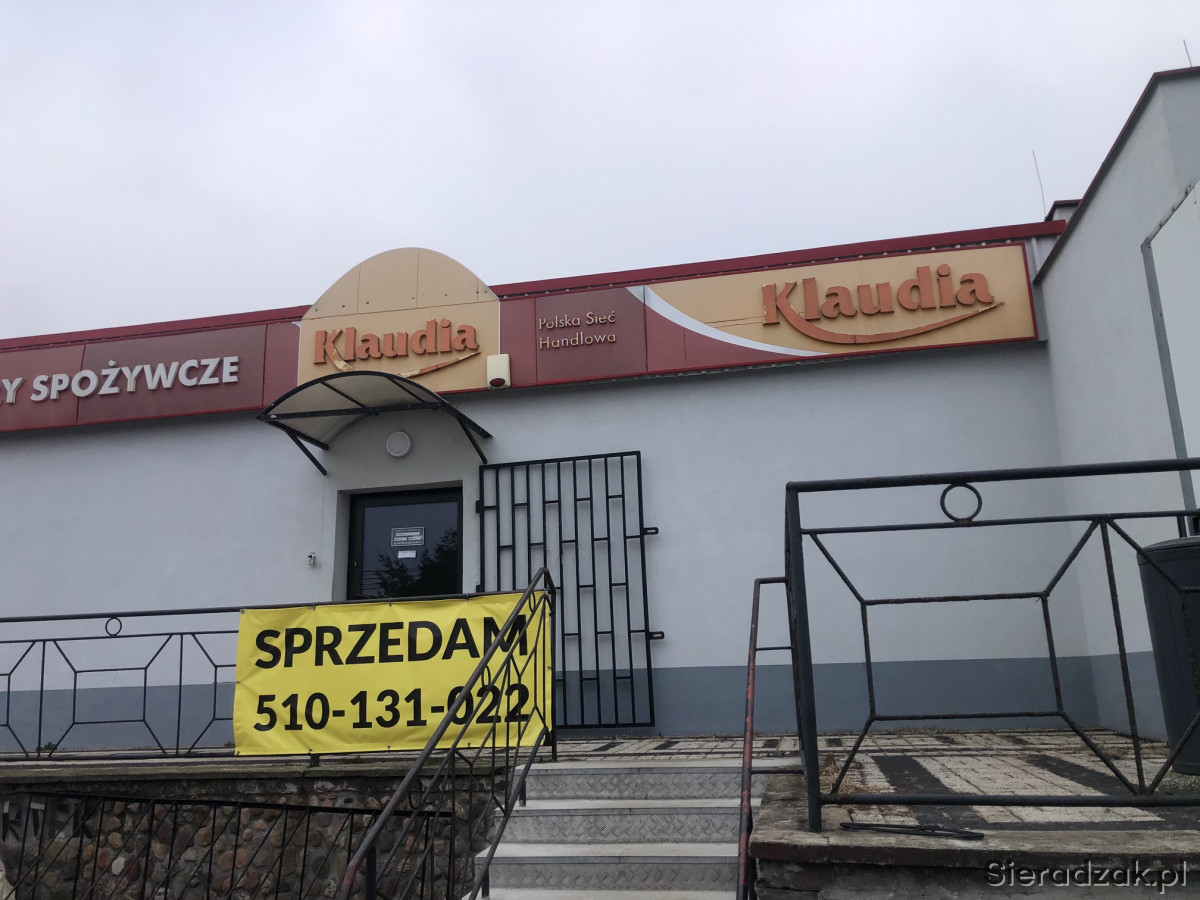 Y SPOŻYWCZE
Klaudia
Polska Sieć
Handlowa
Klaudia
SPRZEDAM
510-131-022
Sieradzak.pl